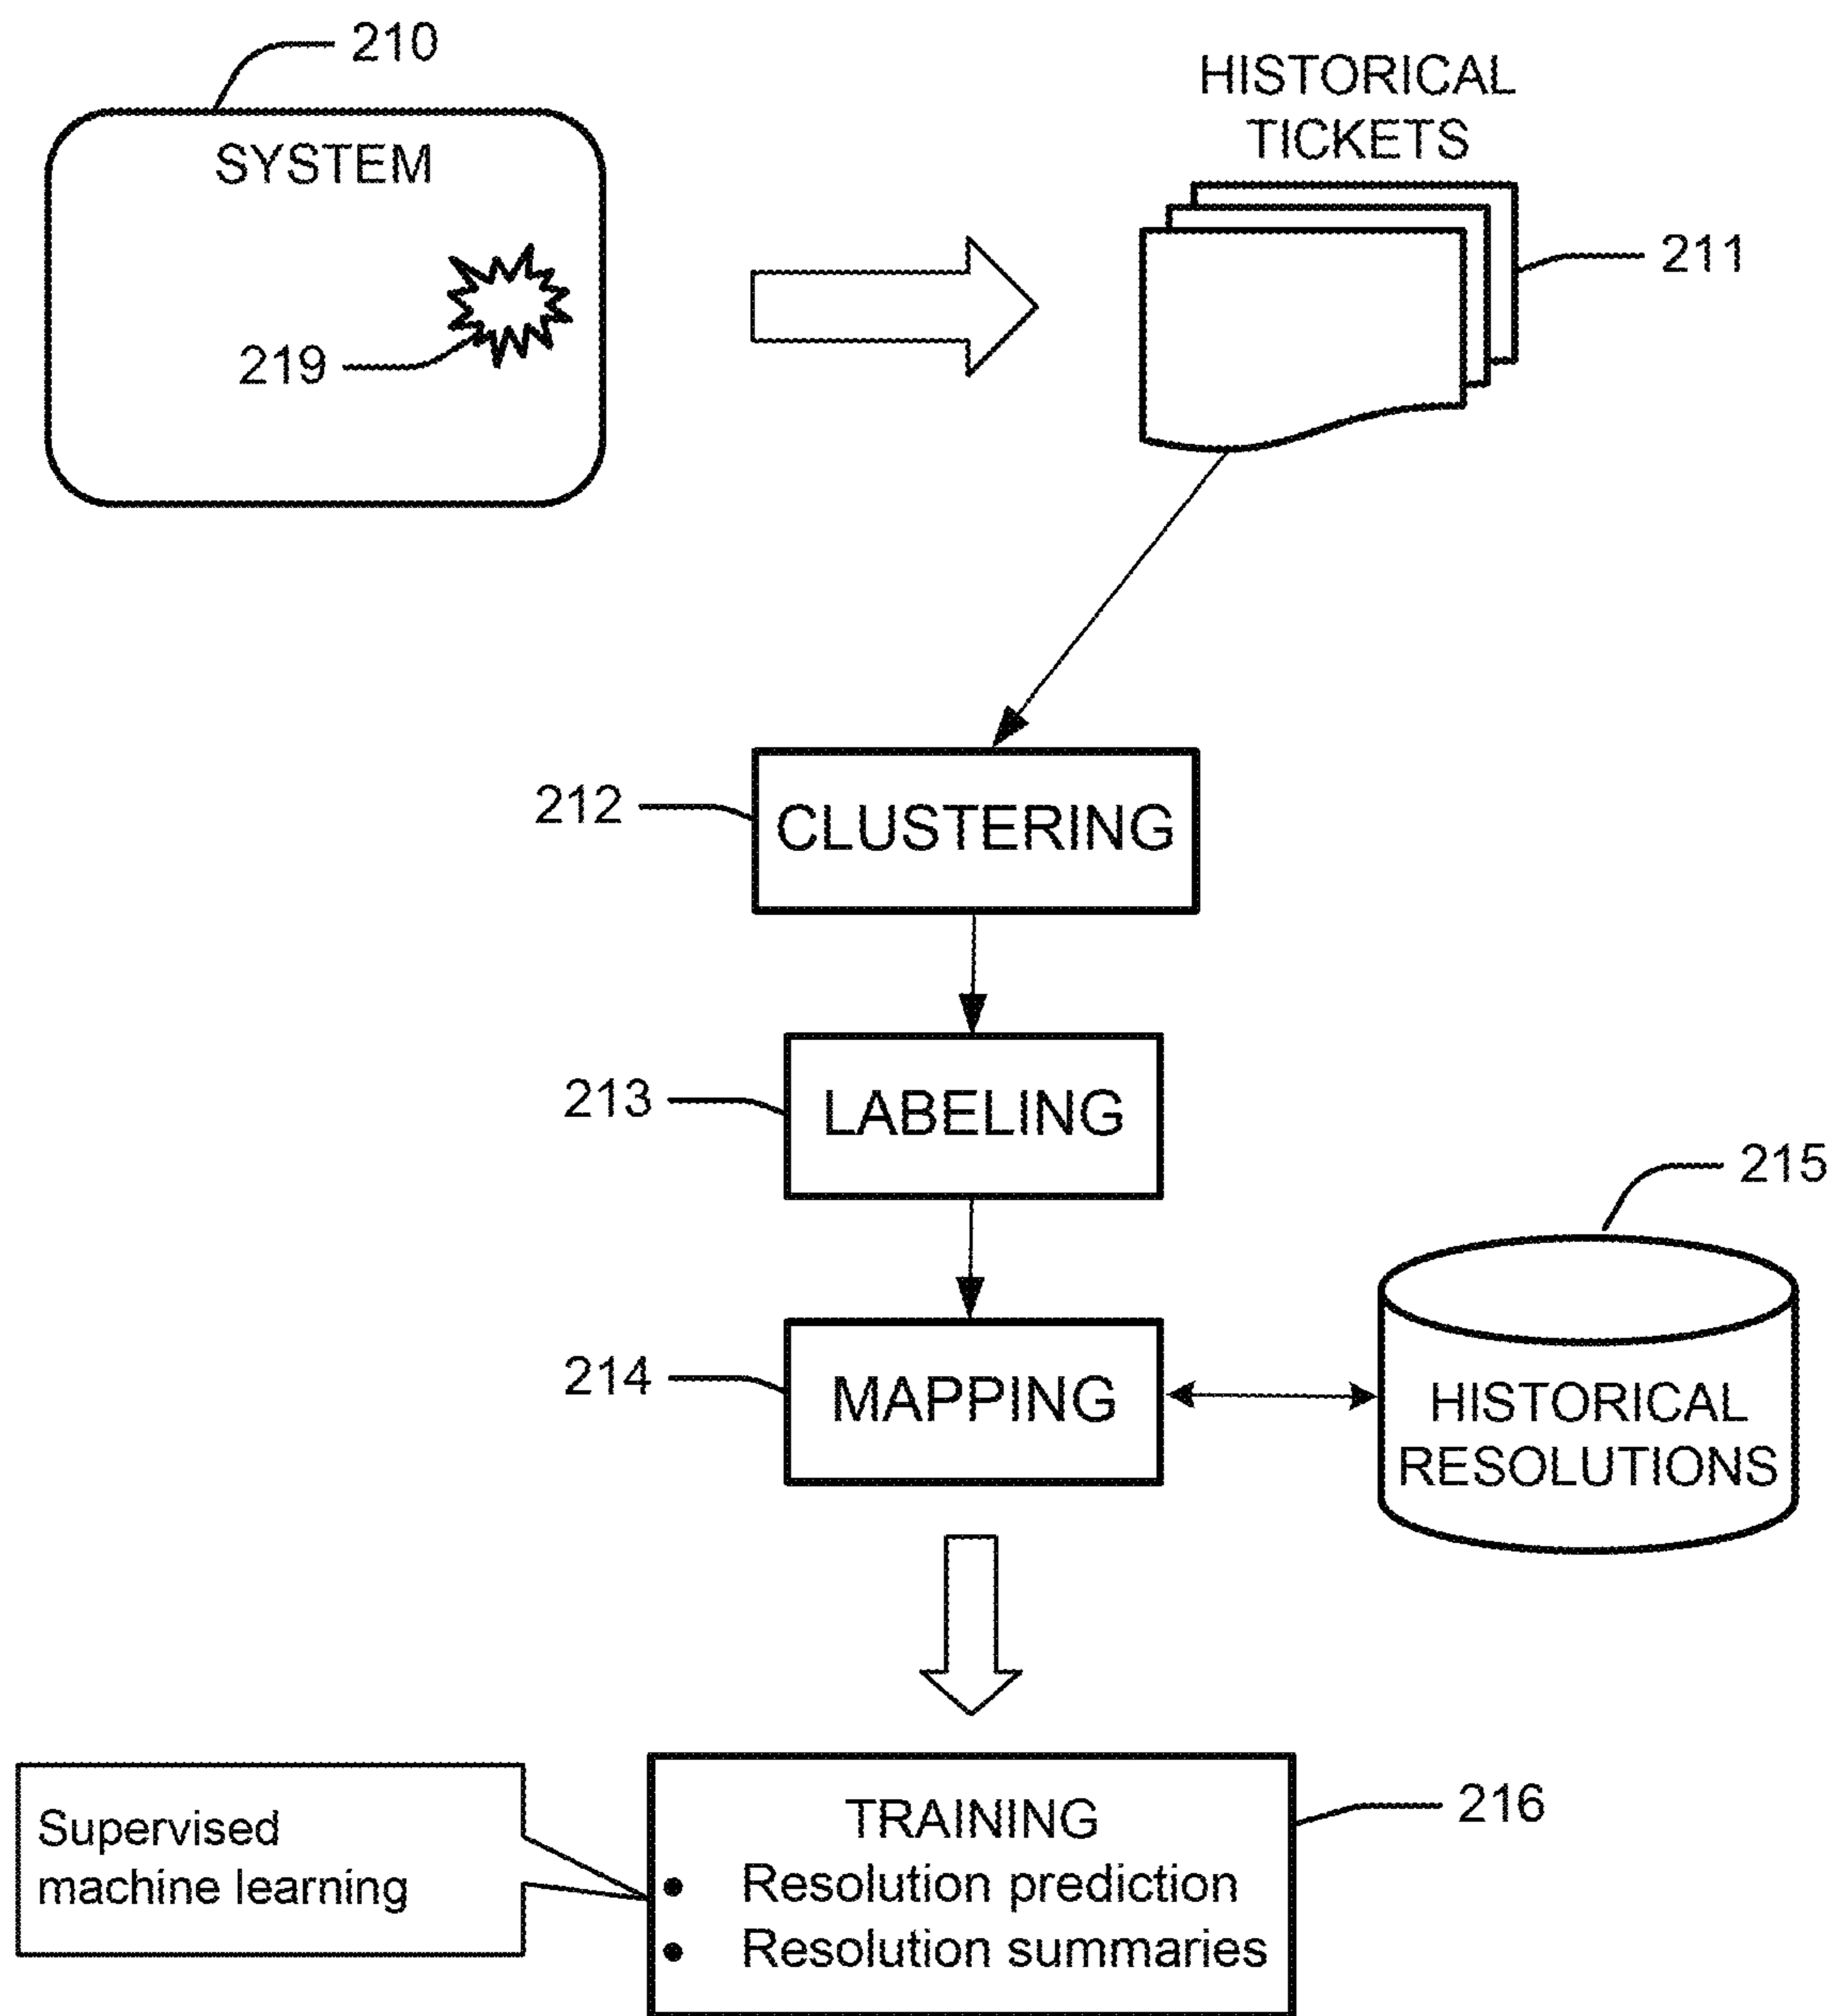 210
SYSTEM
219
HISTORICAL
TICKETS
211
212
CLUSTERING
213
LABELING
214
MAPPING
215
HISTORICAL
RESOLUTIONS
Supervised
machine learning
TRAINING
• Resolution prediction
• Resolution summaries
216